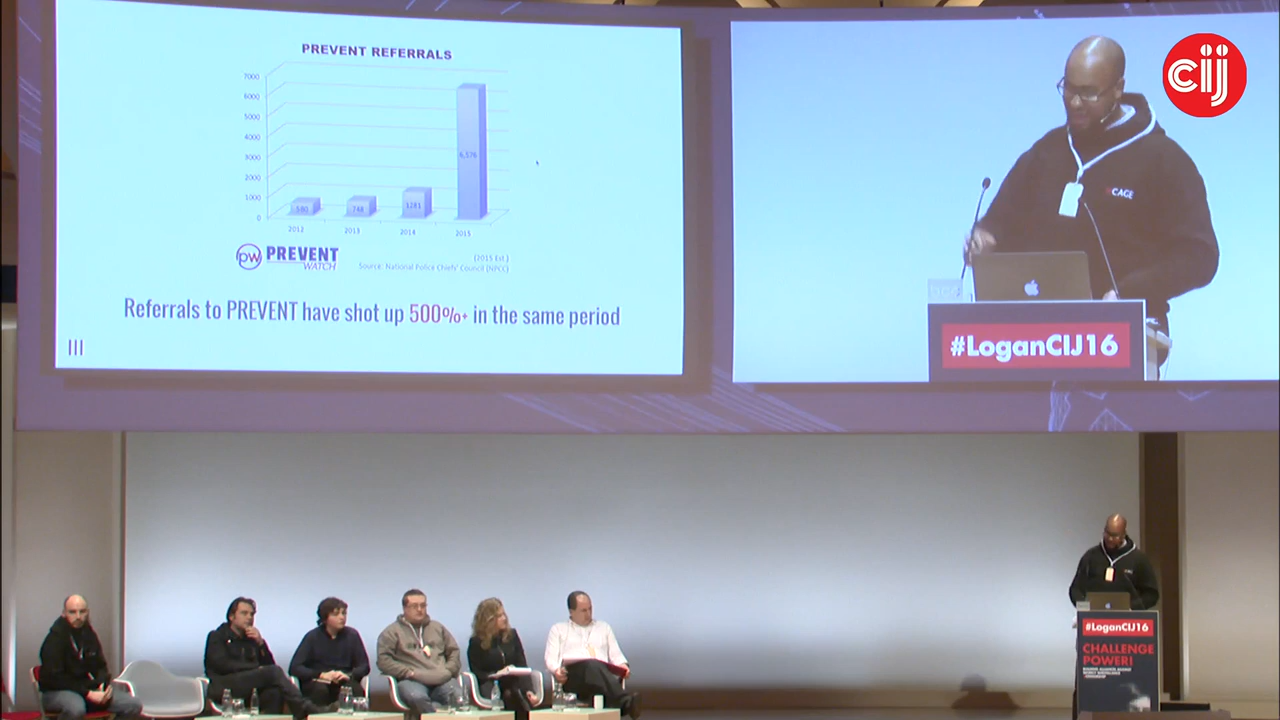 PREVENT REFERRALS
7000
6000
5000
4000
3000
2000
1000
0
580
748
1281
6,576
2012
2013
2014
2015
pw PREVENT
WATCH
(2015 Est.)
Source: National Police Chiefs' Council (NPCC)
Referrals to PREVENT have shot up 500%+ in the same period
cij
CAGE
#LoganCIJ16
#LoganCIJ16
CHALLENGE
POWER!